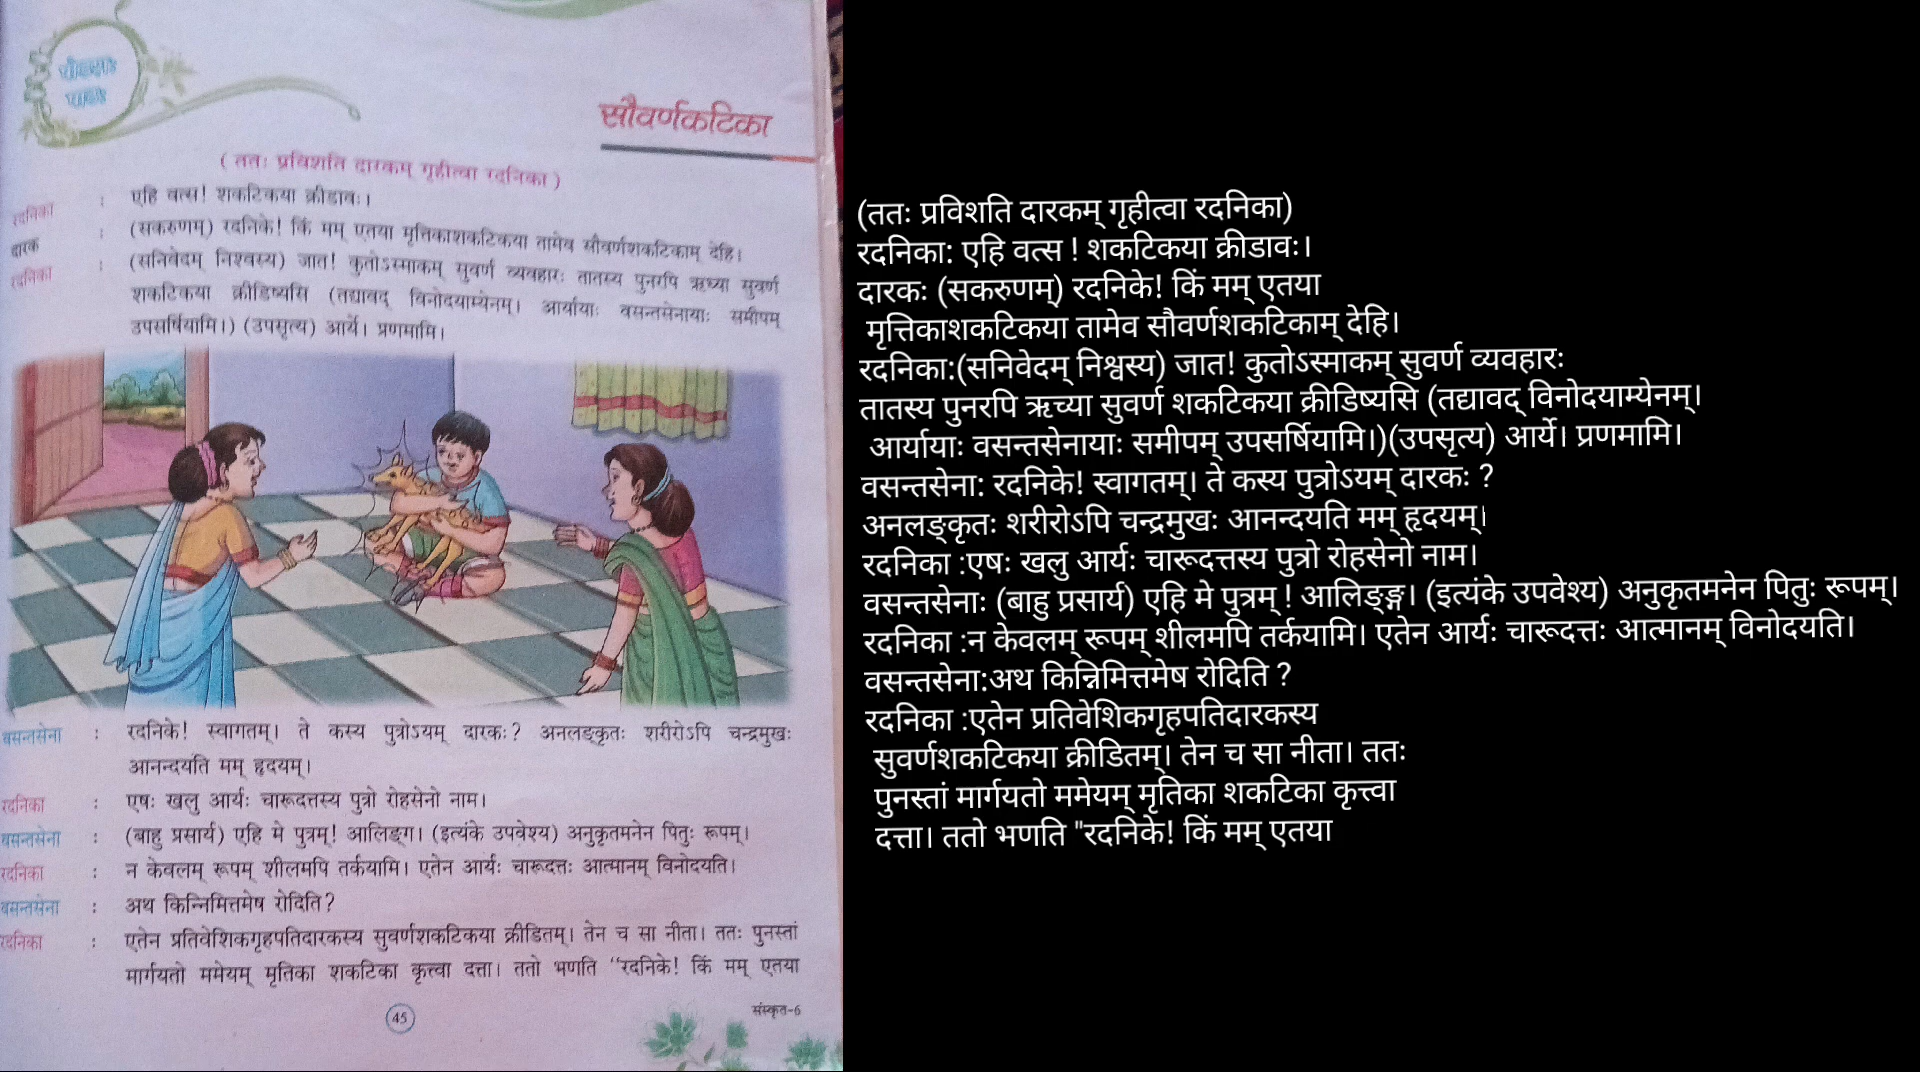 षोडशः
पाठः
सौवर्णकटिका
( ततः प्रविशति दारकम् गृहीत्वा रदनिका )
रदनिका : एहि वत्स! शकटिकया क्रीडावः।
दारक : (सकरुणम्) रदनिके! किं मम् एतया मृत्तिकाशकटिकया तामेव सौवर्णशकटिकाम् देहि।
रदनिका : (सनिवेदम् निश्वस्य) जात! कुतोऽस्माकम् सुवर्ण व्यवहारः तातस्य पुनरपि ऋध्या सुवर्ण
शकटिकया क्रीडिष्यसि (तद्यावद् विनोदयाम्येनम्। आर्यायाः वसन्तसेनायाः समीपम्
उपसर्षियामि।) (उपसृत्य) आर्ये। प्रणमामि।
बसन्तसेना : रदनिके! स्वागतम्। ते कस्य पुत्रोऽयम् दारकः? अनलङ्कृतः शरीरोऽपि चन्द्रमुखः
आनन्दयति मम् हृदयम्।
रदनिका : एषः खलु आर्यः चारूदत्तस्य पुत्रो रोहसेनो नाम।
बसन्तसेना : (बाहु प्रसार्य) एहि मे पुत्रम्! आलिङ्ग। (इत्यंके उपवेश्य) अनुकृतमनेन पितुः रूपम्।
रदनिका : न केवलम् रूपम् शीलमपि तर्कयामि। एतेन आर्यः चारूदत्तः आत्मानम् विनोदयति।
बसन्तसेना : अथ किन्निमित्तमेष रोदिति?
रदनिका : एतेन प्रतिवेशिकगृहपतिदारकस्य सुवर्णशकटिकया क्रीडितम्। तेन च सा नीता। ततः पुनस्तां
मार्गयतो ममेयम् मृतिका शकटिका कृत्त्वा दत्ता। ततो भणति “रदनिके! किं मम् एतया
45
संस्कृत-6
(ततः प्रविशति दारकम् गृहीत्वा रदनिका)
रदनिका: एहि वत्स ! शकटिकया क्रीडावः।
दारकः (सकरुणम्) रदनिके! किं मम् एतया
मृत्तिकाशकटिकया तामेव सौवर्णशकटिकाम् देहि।
रदनिका:(सनिवेदम् निश्वस्य) जात! कुतोऽस्माकम् सुवर्ण व्यवहारः
तातस्य पुनरपि ऋच्या सुवर्ण शकटिकया क्रीडिष्यसि (तद्यावद् विनोदयाम्येनम्।
आर्यायाः वसन्तसेनायाः समीपम् उपसर्षियामि।)(उपसृत्य) आर्ये। प्रणमामि।
वसन्तसेना: रदनिके! स्वागतम्। ते कस्य पुत्रोऽयम् दारकः ?
अनलङ्कृतः शरीरोऽपि चन्द्रमुखः आनन्दयति मम् हृदयम्।
रदनिका :एषः खलु आर्यः चारूदत्तस्य पुत्रो रोहसेनो नाम।
वसन्तसेनाः (बाहु प्रसार्य) एहि मे पुत्रम् ! आलिङ्ङ्ग। (इत्यंके उपवेश्य) अनुकृतमनेन पितुः रूपम्।
रदनिका :न केवलम् रूपम् शीलमपि तर्कयामि। एतेन आर्यः चारूदत्तः आत्मानम् विनोदयति।
वसन्तसेना:अथ किन्निमित्तमेष रोदिति ?
रदनिका :एतेन प्रतिवेशिकगृहपतिदारकस्य
सुवर्णशकटिकया क्रीडितम्। तेन च सा नीता। ततः
पुनस्तां मार्गयतो ममेयम् मृतिका शकटिका कृत्त्वा
दत्ता। ततो भणति "रदनिके! किं मम् एतया